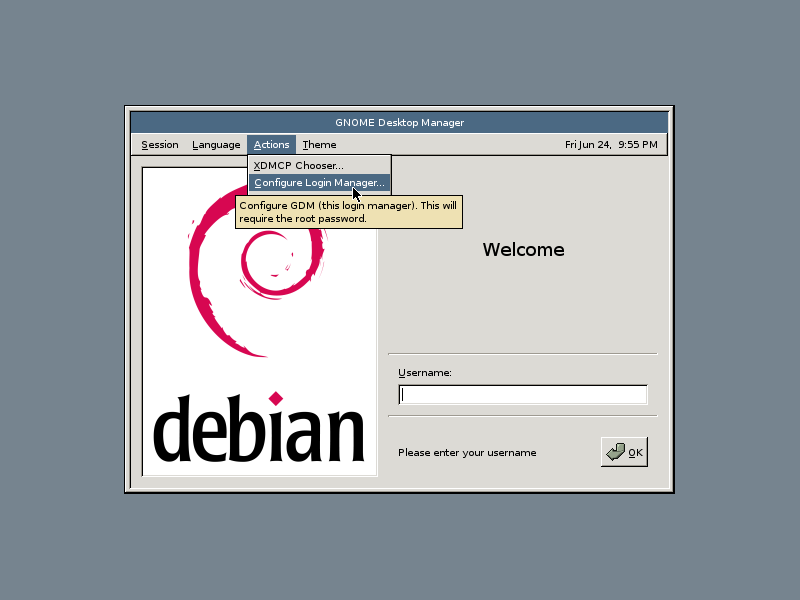 GNOME Desktop Manager
Session Language Actions Theme Fri Jun 24, 9:55 PM
XDMCP Chooser...
Configure Login Manager...
Configure GDM (this login manager). This will
require the root password.
Welcome
debian
Username:
Please enter your username
OK